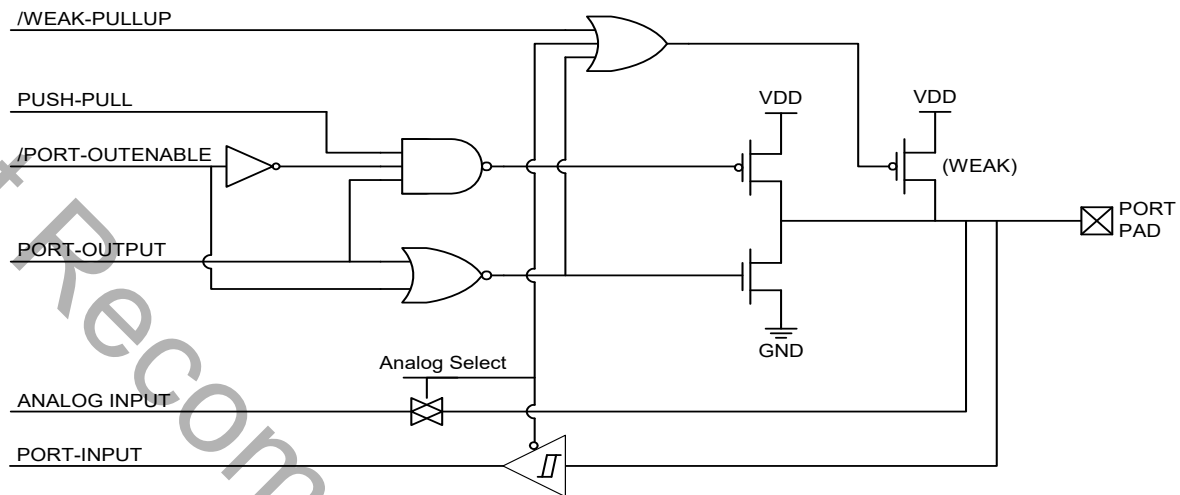 /WEAK-PULLUP
PUSH-PULL
VDD
VDD
/PORT-OUTENABLE
(WEAK)
PORT
PAD
PORT-OUTPUT
GND
Analog Select
ANALOG INPUT
PORT-INPUT
Recom